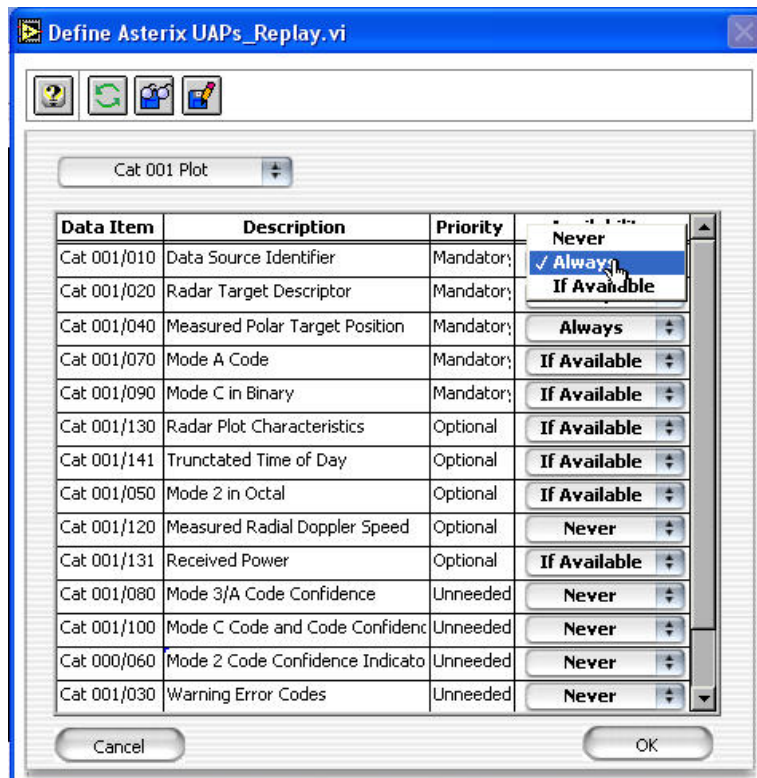 Define Asterix UAPs_Replay.vi
Cat 001 Plot
Data Item Description Priority
Never
Always
If Available
Cat 001/010 Data Source Identifier Mandatory
Cat 001/020 Radar Target Descriptor Mandatory
Cat 001/040 Measured Polar Target Position Mandatory Always
Cat 001/070 Mode A Code Mandatory If Available
Cat 001/090 Mode C in Binary Mandatory If Available
Cat 001/130 Radar Plot Characteristics Optional If Available
Cat 001/141 Trunctated Time of Day Optional If Available
Cat 001/050 Mode 2 in Octal Optional If Available
Cat 001/120 Measured Radial Doppler Speed Optional Never
Cat 001/131 Received Power Optional If Available
Cat 001/080 Mode 3/A Code Confidence Unneeded Never
Cat 001/100 Mode C Code and Code Confidenc Unneeded Never
Cat 000/060 Mode 2 Code Confidence Indicato Unneeded Never
Cat 001/030 Warning Error Codes Unneeded Never
Cancel OK